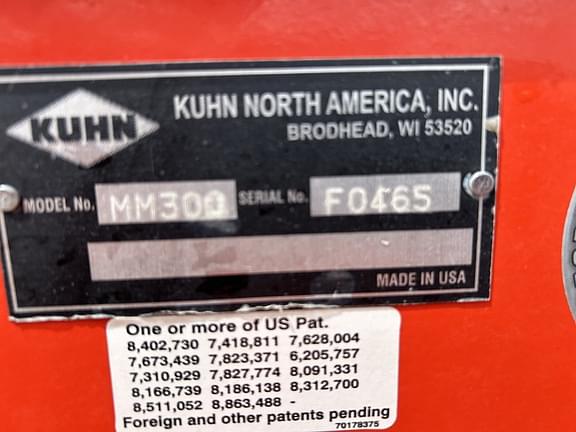 KUHN
KUHN NORTH AMERICA, INC.
BRODHEAD, WI 53520
MODEL No. MM300 SERIAL No. F0465
MADE IN USA
One or more of US Pat.
8,402,730 7,418,811 7,628,004
7,673,439 7,823,371 6,205,757
7,310,929 7,827,774 8,091,331
8,166,739 8,186,138 8,312,700
8,511,052 8,863,488 -
Foreign and other patents pending
70178375